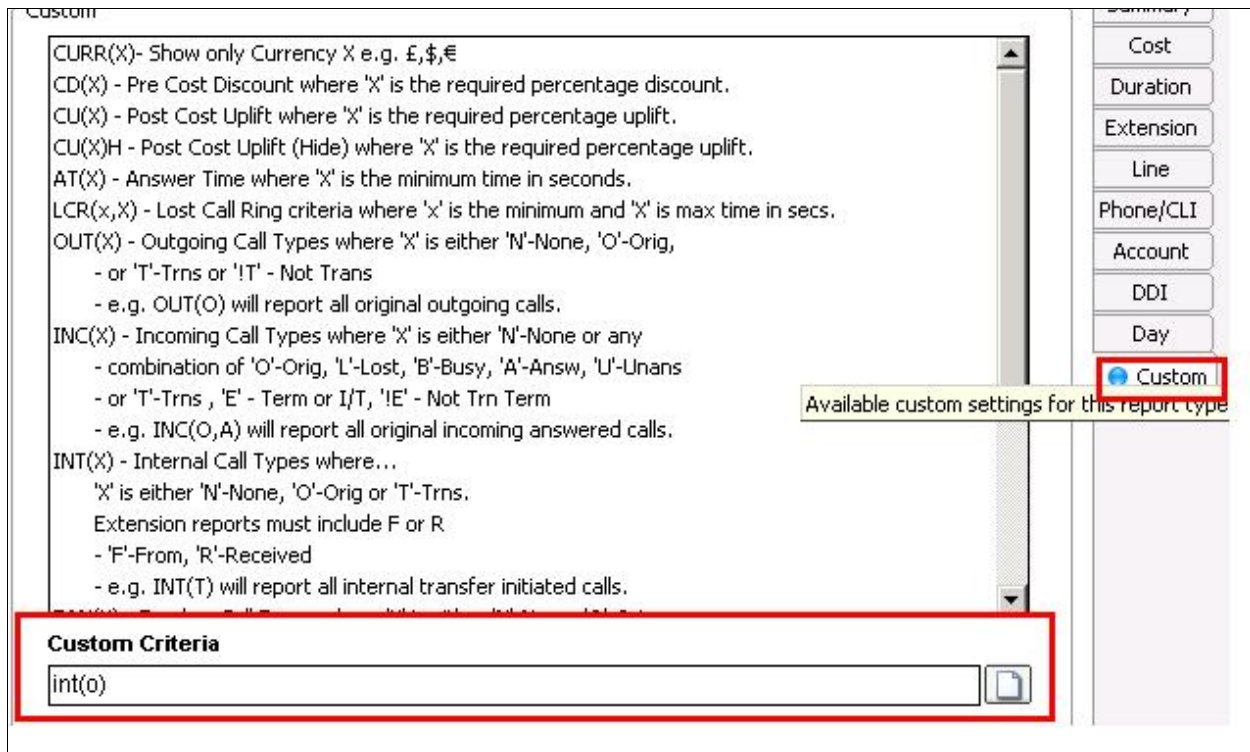 Custom
CURR(X)- Show only Currency X e.g. £,$,€
CD(X) - Pre Cost Discount where 'X' is the required percentage discount.
CU(X) - Post Cost Uplift where 'X' is the required percentage uplift.
CU(X)H - Post Cost Uplift (Hide) where 'X' is the required percentage uplift.
AT(X) - Answer Time where 'X' is the minimum time in seconds.
LCR(x,X) - Lost Call Ring criteria where 'x' is the minimum and 'X' is max time in secs.
OUT(X) - Outgoing Call Types where 'X' is either 'N'-None, 'O'-Orig,
- or 'T'-Trns or '!T' - Not Trans
- e.g. OUT(O) will report all original outgoing calls.
INC(X) - Incoming Call Types where 'X' is either 'N'-None or any
- combination of 'O'-Orig, 'L'-Lost, 'B'-Busy, 'A'-Answ, 'U'-Unans
- or 'T'-Trns , 'E' - Term or I/T, '!E' - Not Trn Term
- e.g. INC(O,A) will report all original incoming answered calls.
INT(X) - Internal Call Types where...
'X' is either 'N'-None, 'O'-Orig or 'T'-Trns.
Extension reports must include F or R
- 'F'-From, 'R'-Received
- e.g. INT(T) will report all internal transfer initiated calls.
Custom Criteria
int(o)
Summary
Cost
Duration
Extension
Line
Phone/CLI
Account
DDI
Day
Custom
Available custom settings for this report type